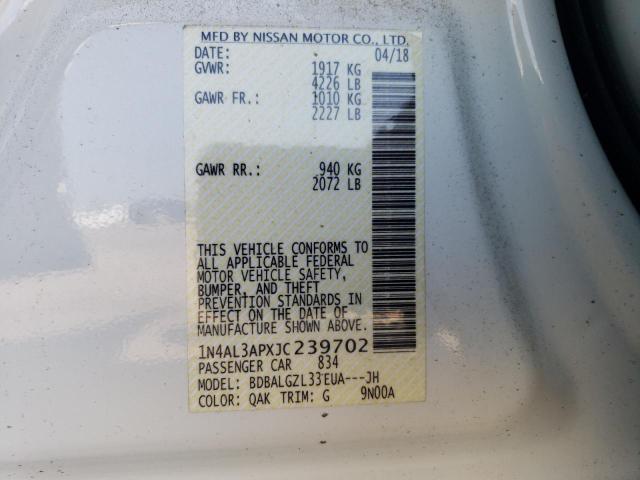 MFD BY NISSAN MOTOR CO., LTD.
DATE: 04/18
GVWR: 1917 KG
4226 LB
GAWR FR.: 1010 KG
2227 LB
GAWR RR.: 940 KG
2072 LB
THIS VEHICLE CONFORMS TO
ALL APPLICABLE FEDERAL
MOTOR VEHICLE SAFETY,
BUMPER, AND THEFT
PREVENTION STANDARDS IN
EFFECT ON THE DATE OF
MANUFACTURE SHOWN ABOVE.
1N4AL3APXJC239702
PASSENGER CAR 834
MODEL: BDBALGZL33EUA---JH
COLOR: QAK TRIM: G 9N00A